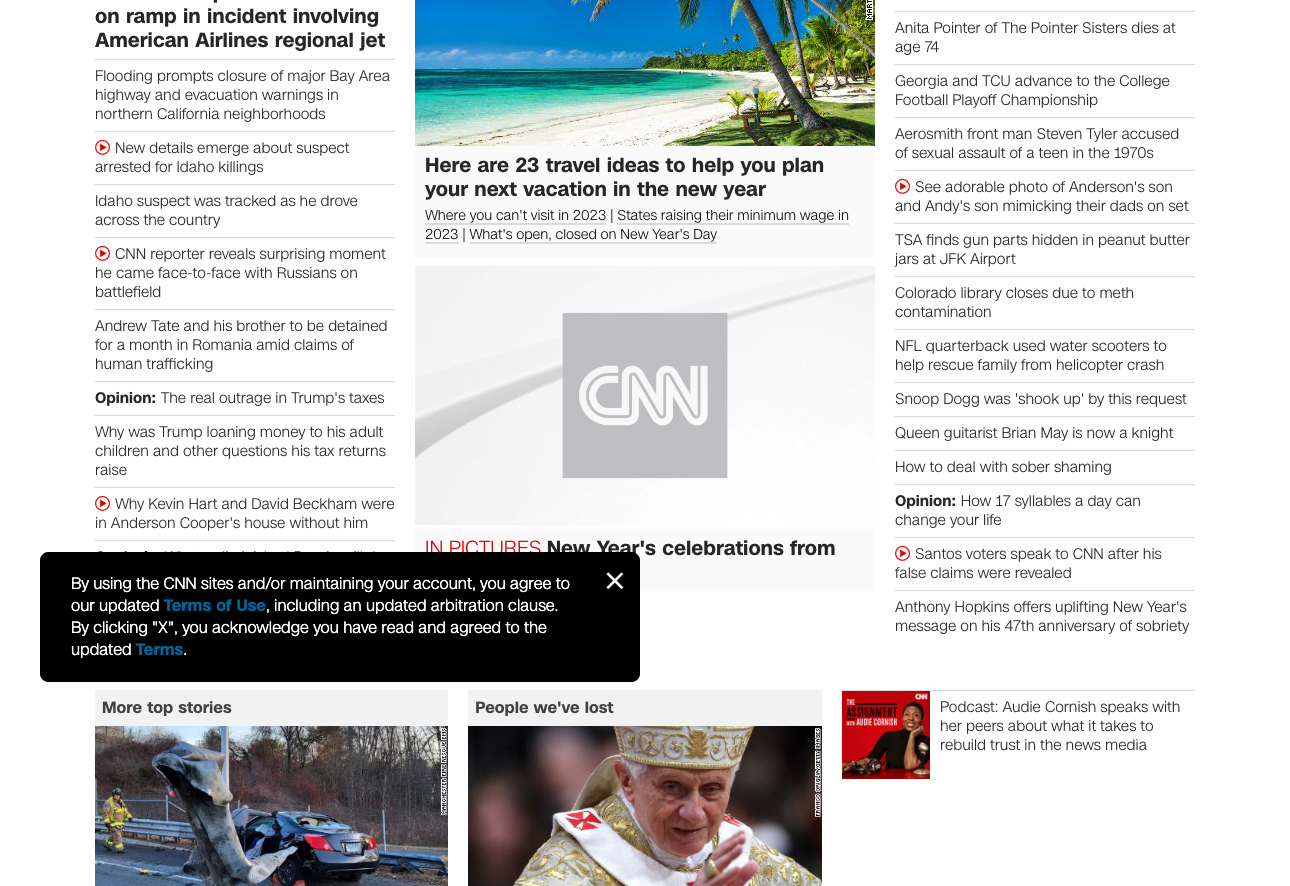 on ramp in incident involving
American Airlines regional jet
Flooding prompts closure of major Bay Area
highway and evacuation warnings in
northern California neighborhoods
New details emerge about suspect
arrested for Idaho killings
Idaho suspect was tracked as he drove
across the country
CNN reporter reveals surprising moment
he came face-to-face with Russians on
battlefield
Andrew Tate and his brother to be detained
for a month in Romania amid claims of
human trafficking
Opinion: The real outrage in Trump's taxes
Why was Trump loaning money to his adult
children and other questions his tax returns
raise
Why Kevin Hart and David Beckham were
in Anderson Cooper's house without him
Here are 23 travel ideas to help you plan
your next vacation in the new year
Where you can't visit in 2023 | States raising their minimum wage in
2023 | What's open, closed on New Year's Day
CNN
IN PICTURES New Year's celebrations from
Anita Pointer of The Pointer Sisters dies at
age 74
Georgia and TCU advance to the College
Football Playoff Championship
Aerosmith front man Steven Tyler accused
of sexual assault of a teen in the 1970s
See adorable photo of Anderson's son
and Andy's son mimicking their dads on set
TSA finds gun parts hidden in peanut butter
jars at JFK Airport
Colorado library closes due to meth
contamination
NFL quarterback used water scooters to
help rescue family from helicopter crash
Snoop Dogg was 'shook up' by this request
Queen guitarist Brian May is now a knight
How to deal with sober shaming
Opinion: How 17 syllables a day can
change your life
Santos voters speak to CNN after his
false claims were revealed
Anthony Hopkins offers uplifting New Year's
message on his 47th anniversary of sobriety
By using the CNN sites and/or maintaining your account, you agree to
our updated Terms of Use, including an updated arbitration clause.
By clicking "X", you acknowledge you have read and agreed to the
updated Terms.
More top stories
People we've lost
CNN
THE
ASSIGNMENT
WITH AUDIE CORNISH
Podcast: Audie Cornish speaks with
her peers about what it takes to
rebuild trust in the news media